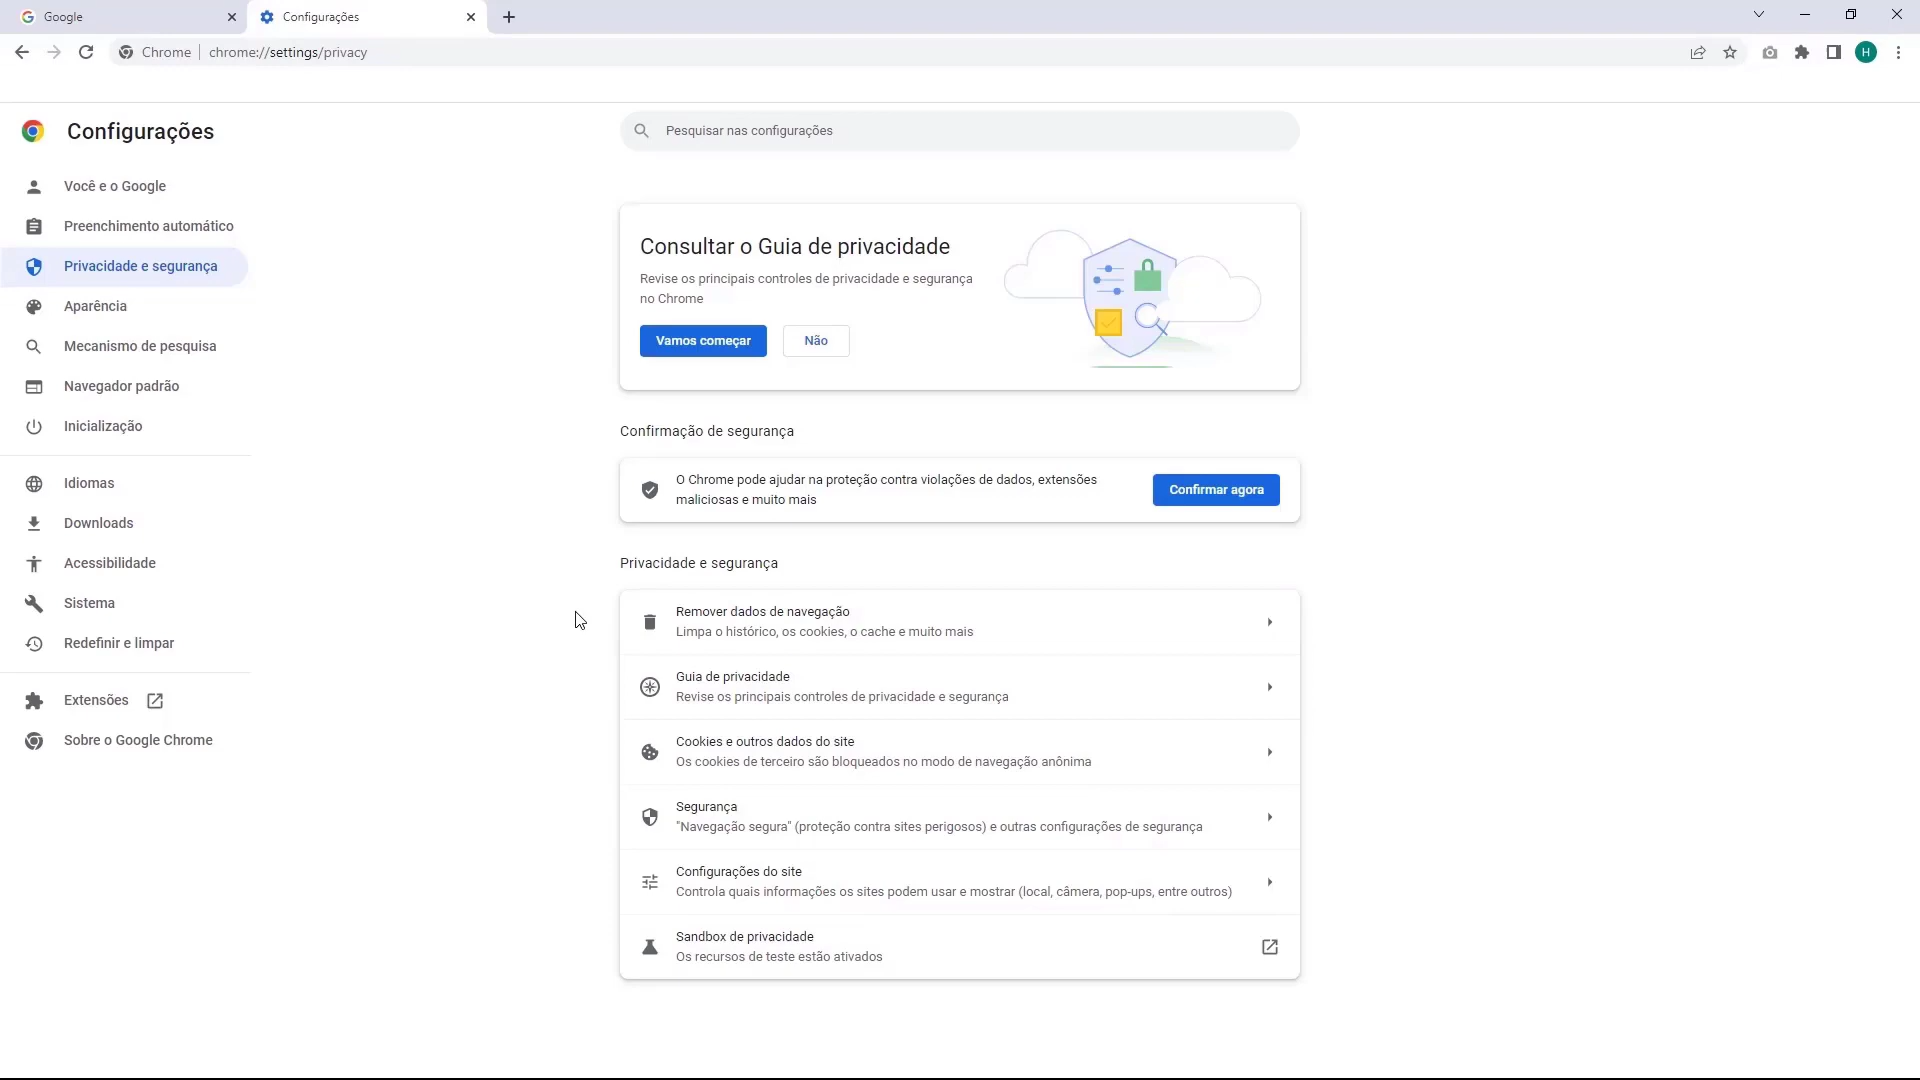 Google
Configurações
Chrome
chrome://settings/privacy
H
Configurações
Pesquisar nas configurações
Você e o Google
Preenchimento automático
Privacidade e segurança
Aparência
Mecanismo de pesquisa
Navegador padrão
Inicialização
Idiomas
Downloads
Acessibilidade
Sistema
Redefinir e limpar
Extensões
Sobre o Google Chrome
Consultar o Guia de privacidade
Revise os principais controles de privacidade e segurança
no Chrome
Vamos começar
Não
Confirmação de segurança
O Chrome pode ajudar na proteção contra violações de dados, extensões
maliciosas e muito mais
Confirmar agora
Privacidade e segurança
Remover dados de navegação
Limpa o histórico, os cookies, o cache e muito mais
Guia de privacidade
Revise os principais controles de privacidade e segurança
Cookies e outros dados do site
Os cookies de terceiro são bloqueados no modo de navegação anônima
Segurança
"Navegação segura" (proteção contra sites perigosos) e outras configurações de segurança
Configurações do site
Controla quais informações os sites podem usar e mostrar (local, câmera, pop-ups, entre outros)
Sandbox de privacidade
Os recursos de teste estão ativados